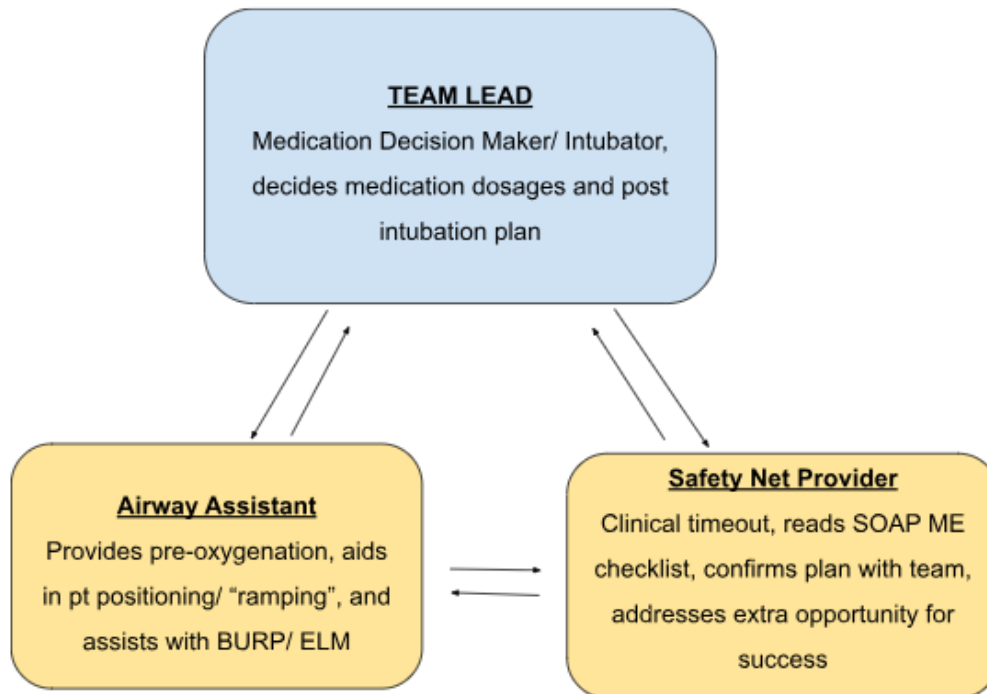 TEAM LEAD
Medication Decision Maker/ Intubator,
decides medication dosages and post
intubation plan
Airway Assistant
Provides pre-oxygenation, aids
in pt positioning/ “ramping”, and
assists with BURP/ ELM
Safety Net Provider
Clinical timeout, reads SOAP ME
checklist, confirms plan with team,
addresses extra opportunity for
success